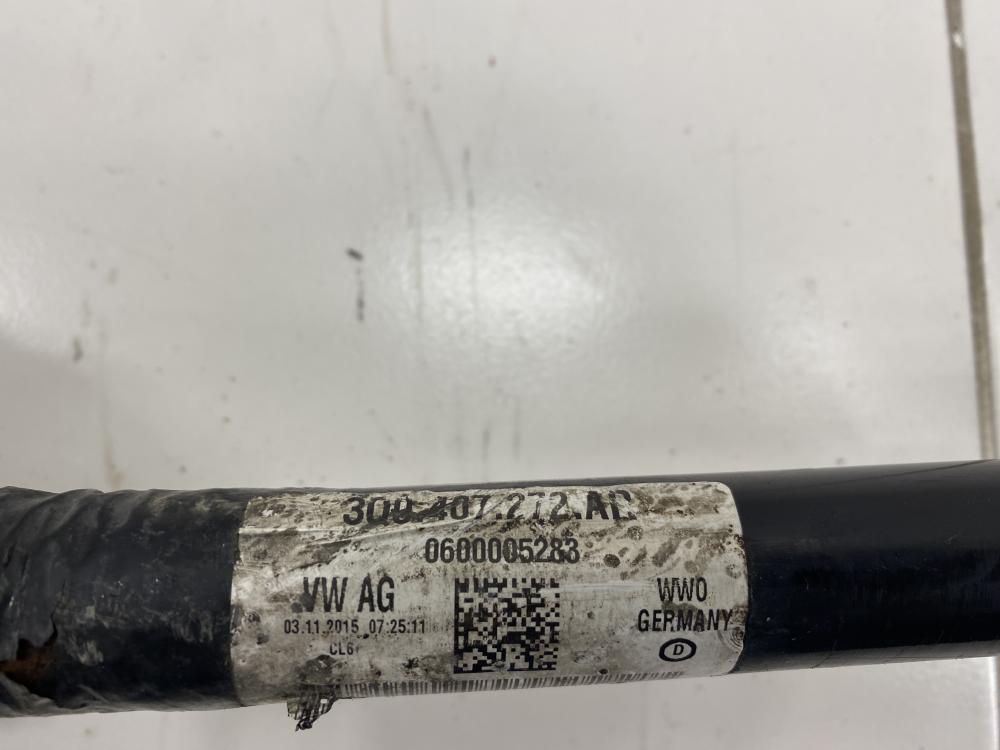 3Q0.407.272.AC
0600005283
VW AG
03.11.2015 07:25:11
CL6
WWO
GERMANY
D